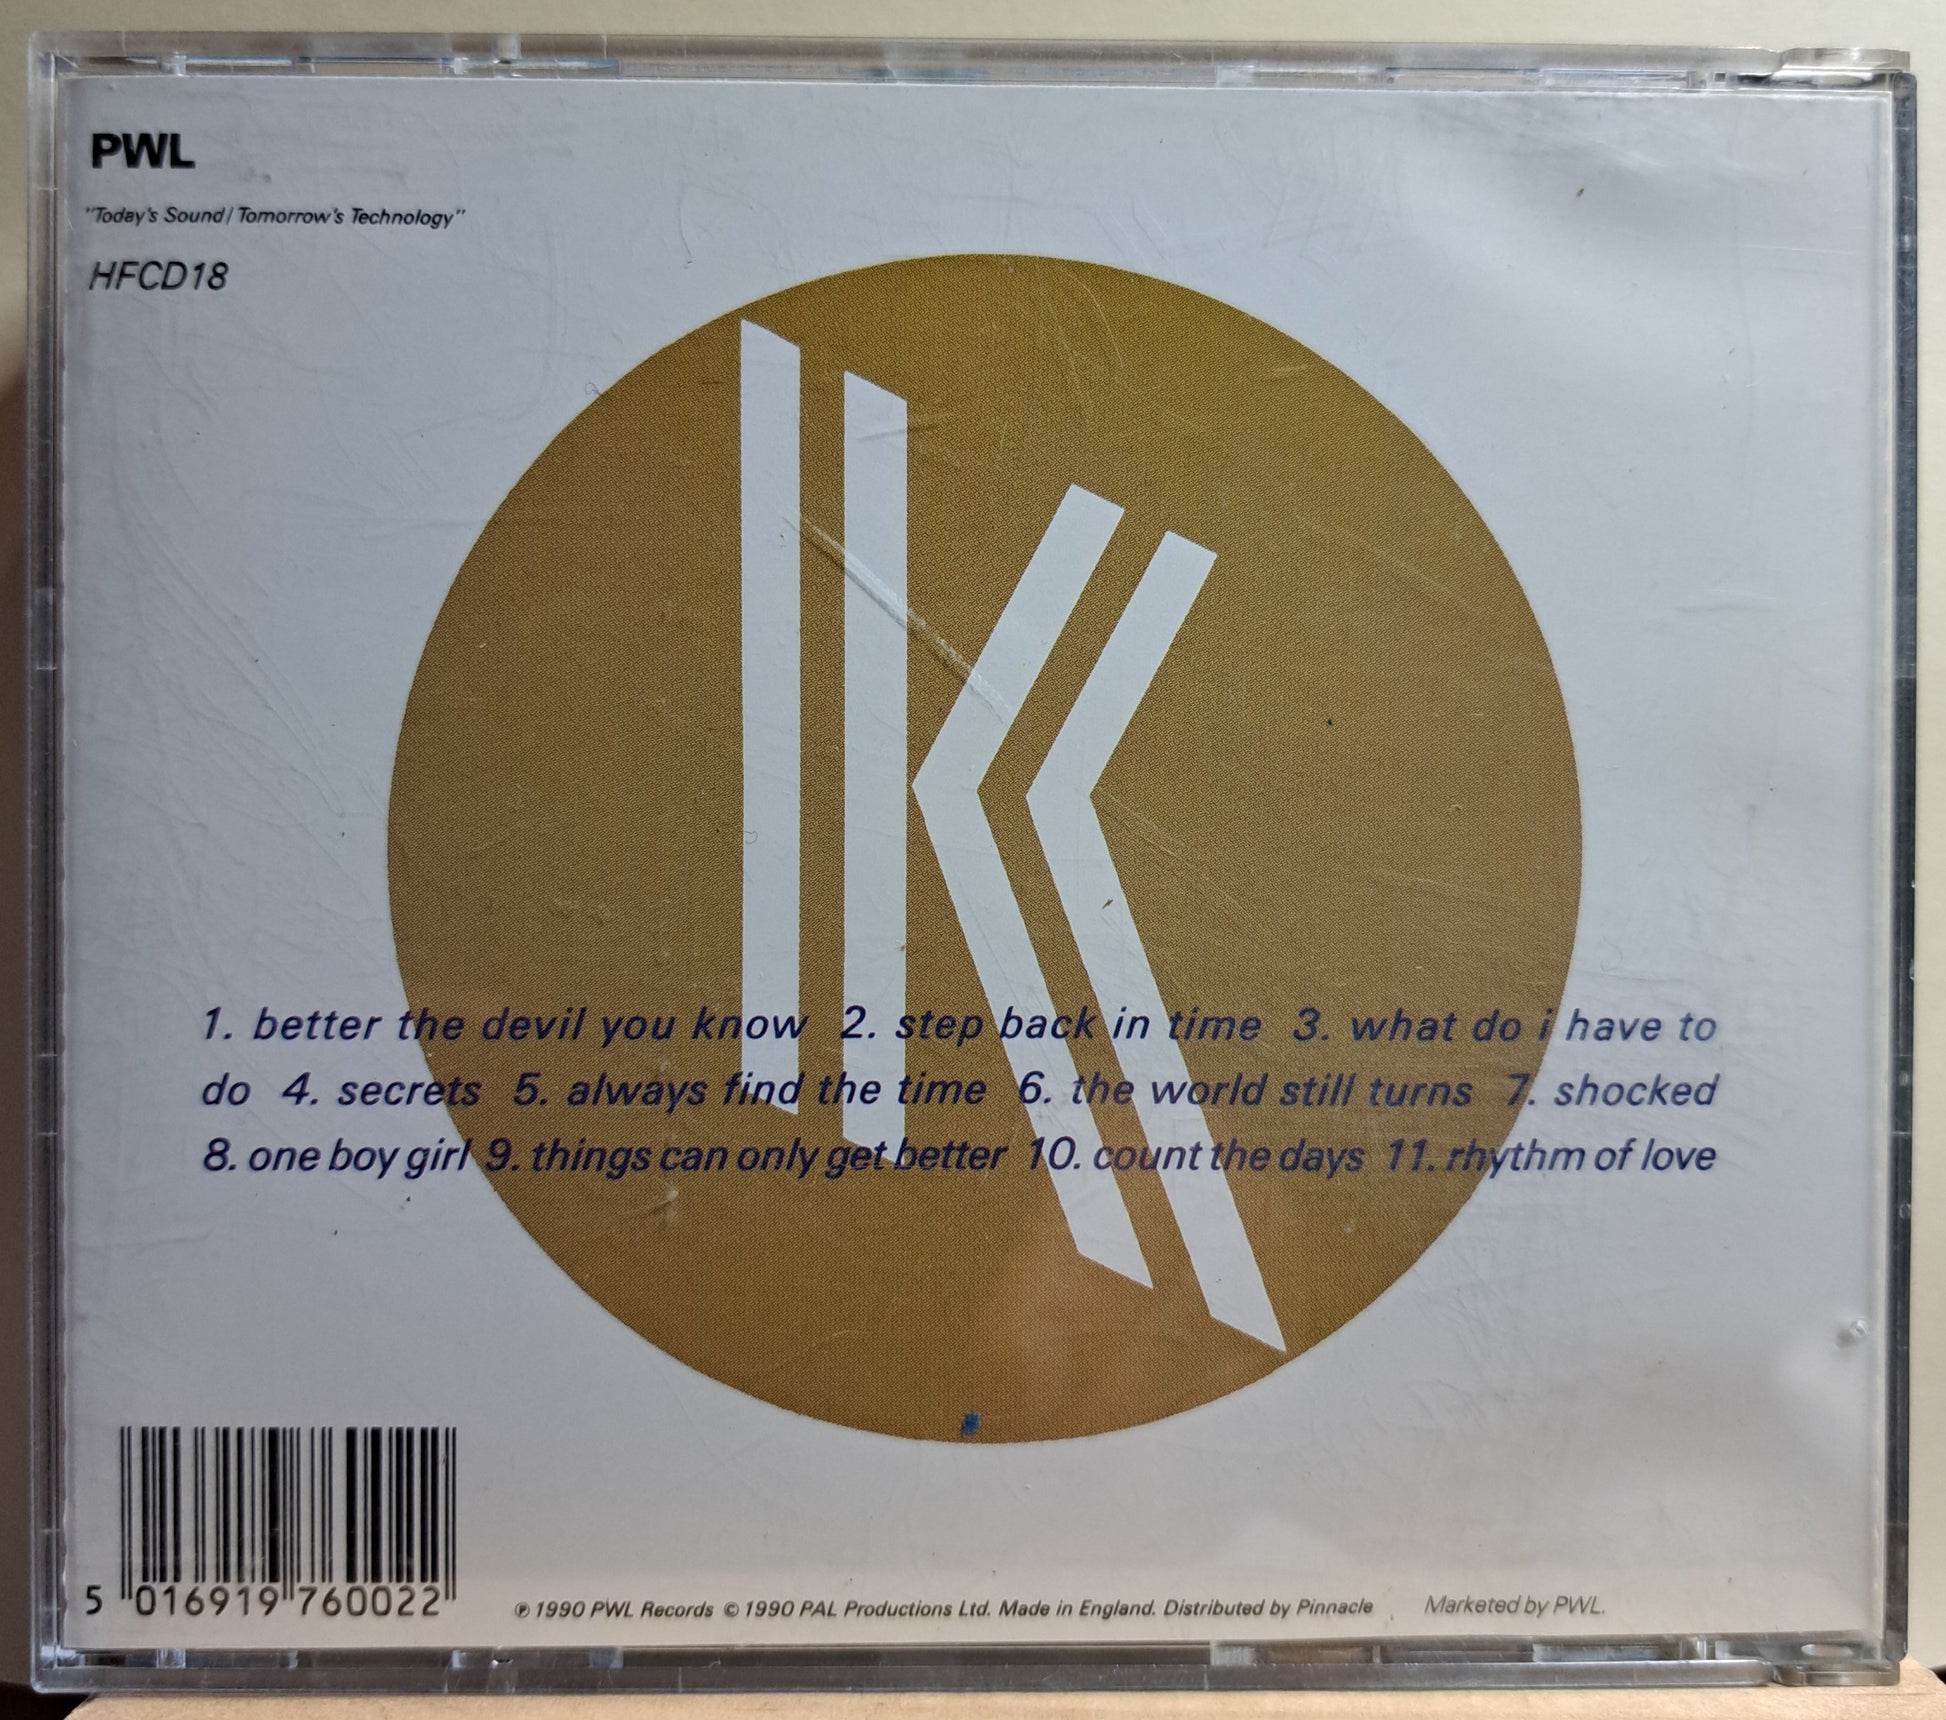 PWL
"Today's Sound/Tomorrow's Technology"
HFCD18
K
1. better the devil you know 2. step back in time 3. what do i have to
do 4. secrets 5. always find the time 6. the world still turns 7. shocked
8. one boy girl 9. things can only get better 10. count the days 11. rhythm of love
5 016919 760022
℗ 1990 PWL Records © 1990 PAL Productions Ltd. Made in England. Distributed by Pinnacle Marketed by PWL.